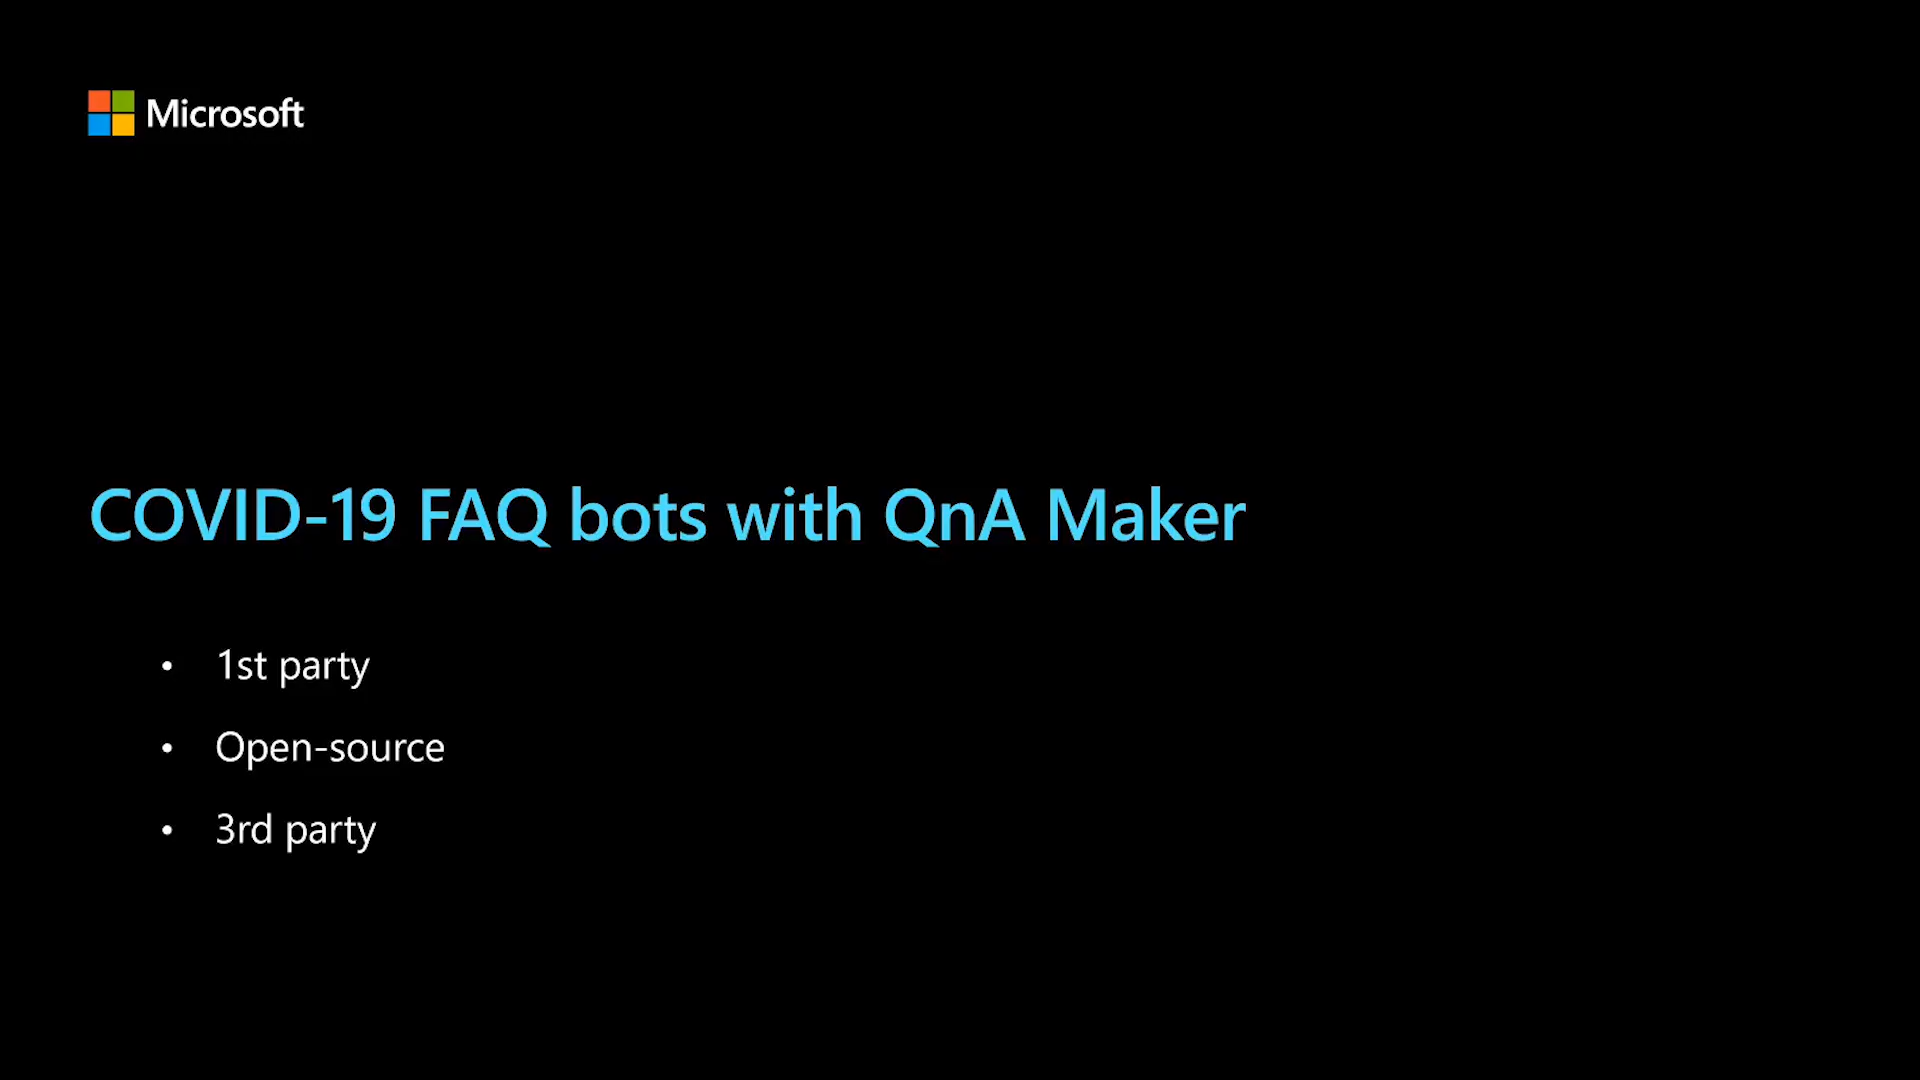 Microsoft
COVID-19 FAQ bots with QnA Maker
• 1st party
• Open-source
• 3rd party